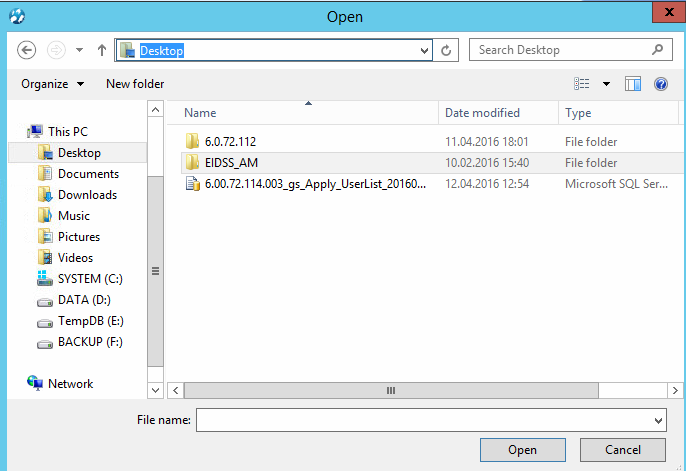 Open
Desktop
Search Desktop
Organize New folder
Name Date modified Type
This PC
Desktop
Documents
Downloads
Music
Pictures
Videos
SYSTEM (C:)
DATA (D:)
TempDB (E:)
BACKUP (F:)
Network
6.0.72.112 11.04.2016 18:01 File folder
EIDSS_AM 10.02.2016 15:40 File folder
6.00.72.114.003_gs_Apply_UserList_20160... 12.04.2016 12:54 Microsoft SQL Ser...
File name:
Open Cancel